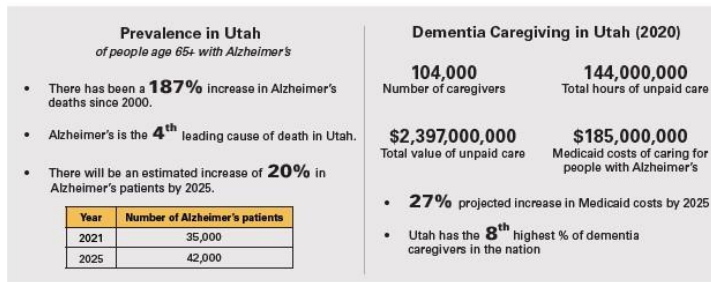 Prevalence in Utah
of people age 65+ with Alzheimer's
• There has been a 187% increase in Alzheimer's
deaths since 2000.
• Alzheimer's is the 4th leading cause of death in Utah.
• There will be an estimated increase of 20% in
Alzheimer's patients by 2025.
Year Number of Alzheimer's patients
2021 35,000
2025 42,000
Dementia Caregiving in Utah (2020)
104,000 144,000,000
Number of caregivers Total hours of unpaid care
$2,397,000,000 $185,000,000
Total value of unpaid care Medicaid costs of caring for
people with Alzheimer's
• 27% projected increase in Medicaid costs by 2025
• Utah has the 8th highest % of dementia
caregivers in the nation